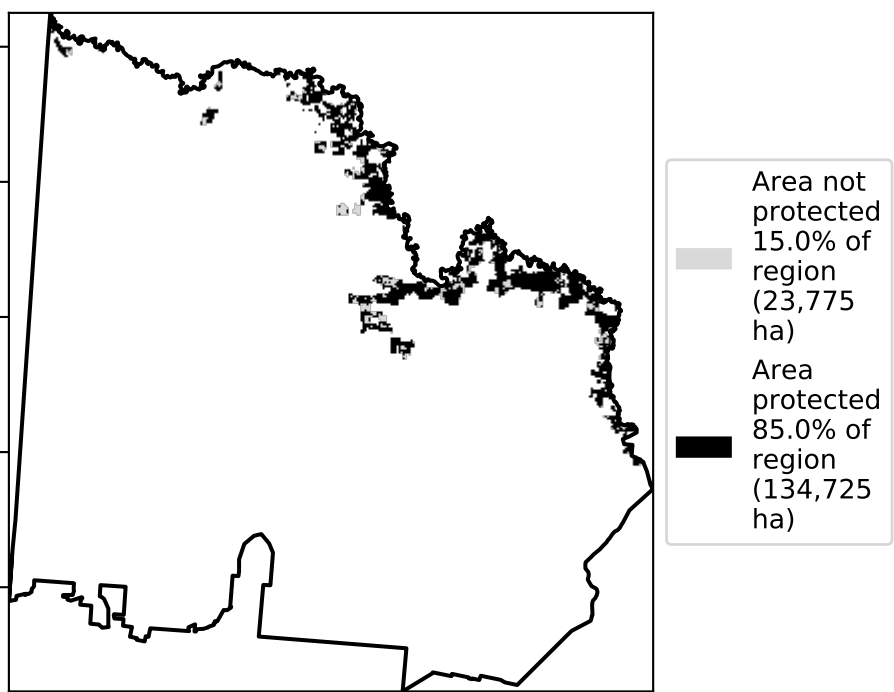 Area not
protected
15.0% of
region
(23,775
ha)
Area
protected
85.0% of
region
(134,725
ha)